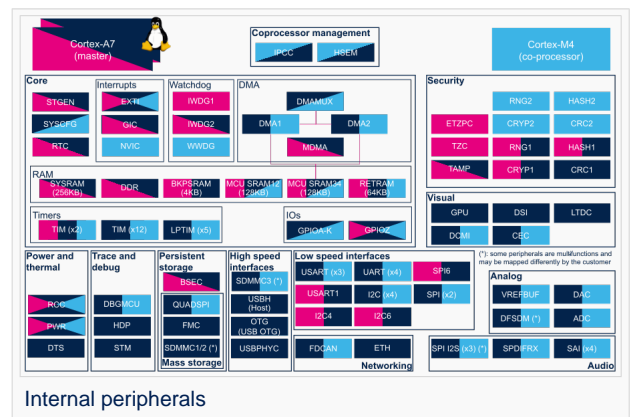 Cortex-A7
(master)
Coprocessor management
IPCC
HSEM
Cortex-M4
(co-processor)
Core
STGEN
SYSCFG
RTC
Interrupts
EXTI
GIC
NVIC
Watchdog
IWDG1
IWDG2
WWDG
DMA
DMAMUX
DMA1
DMA2
MDMA
Security
RNG2
HASH2
ETZPC
CRYP2
CRC2
TZC
RNG1
HASH1
TAMP
CRYP1
CRC1
RAM
SYSRAM
(256KB)
DDR
BKPSRAM
(4KB)
MCU SRAM12
(128KB)
MCU SRAM34
(128KB)
RETRAM
(64KB)
Timers
TIM (x2)
TIM (x12)
LPTIM (x5)
IOs
GPIOA-K
GPIOZ
Visual
GPU
DSI
LTDC
DCMI
CEC
(*): some peripherals are multifunctions and
may be mapped differently by the customer
Power and
thermal
RCC
PWR
DTS
Trace and
debug
DBGMCU
HDP
STM
Persistent
storage
BSEC
QUADSPI
FMC
SDMMC1/2 (*)
Mass storage
High speed
interfaces
SDMMC3 (*)
USBH
(Host)
OTG
(USB OTG)
USBPHYC
Low speed interfaces
USART (x3)
UART (x4)
SPI6
USART1
I2C (x4)
SPI (x2)
I2C4
I2C6
FDCAN
ETH
Networking
Analog
VREFBUF
DAC
DFSDM (*)
ADC
SPI I2S (x3) (*)
SPDIFRX
SAI (x4)
Audio
Internal peripherals